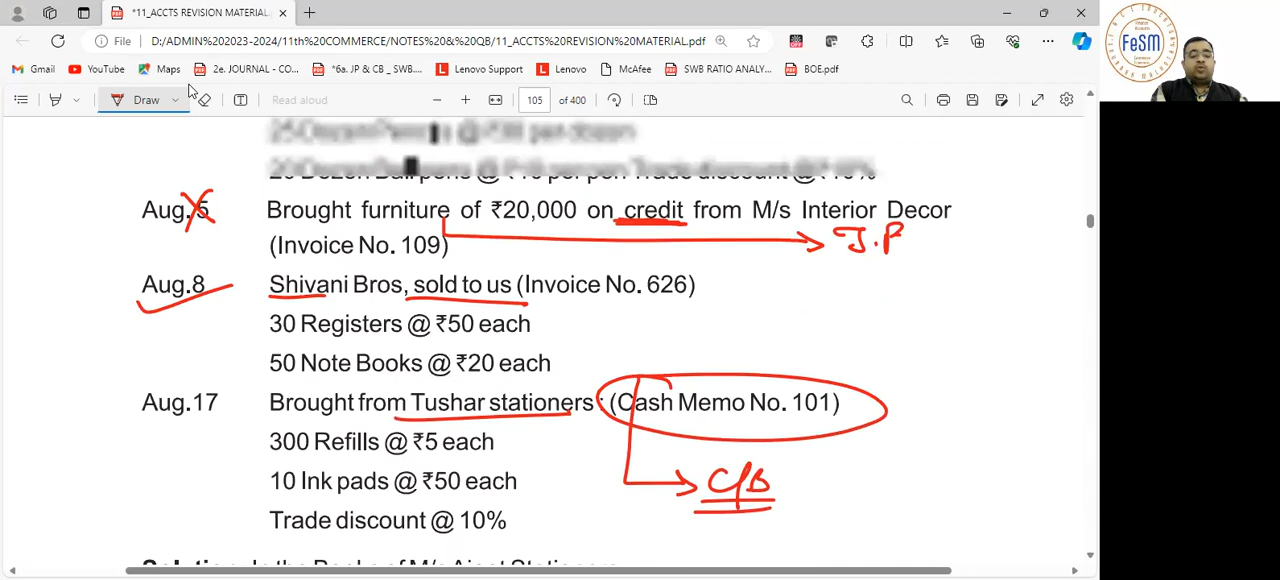 *11_ACCTS REVISION MATERIAL.
File D:/ADMIN%202023-2024/11th%20COMMERCE/NOTES%20&%20QB/11_ACCTS%20REVISION%20MATERIAL.pdf
Gmail YouTube Maps 2e. JOURNAL - CO... *6a. JP & CB _ SWB... Lenovo Support Lenovo McAfee SWB RATIO ANALY... BOE.pdf
Draw Read aloud 105 of 400
FeSM
Aug. 5 Brought furniture of ₹20,000 on credit from M/s Interior Decor
(Invoice No. 109) J.P
Aug.8 Shivani Bros, sold to us (Invoice No. 626)
30 Registers @ ₹50 each
50 Note Books @ ₹20 each
Aug.17 Brought from Tushar stationers : (Cash Memo No. 101)
300 Refills @ ₹5 each
10 Ink pads @ ₹50 each
C/B
Trade discount @ 10%